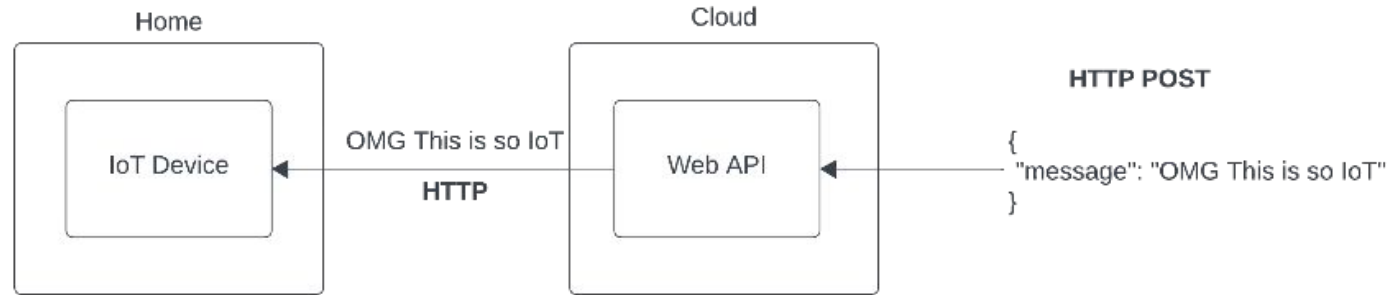 Home
Cloud
HTTP POST
IoT Device
OMG This is so IoT
HTTP
Web API
{
"message": "OMG This is so IoT"
}